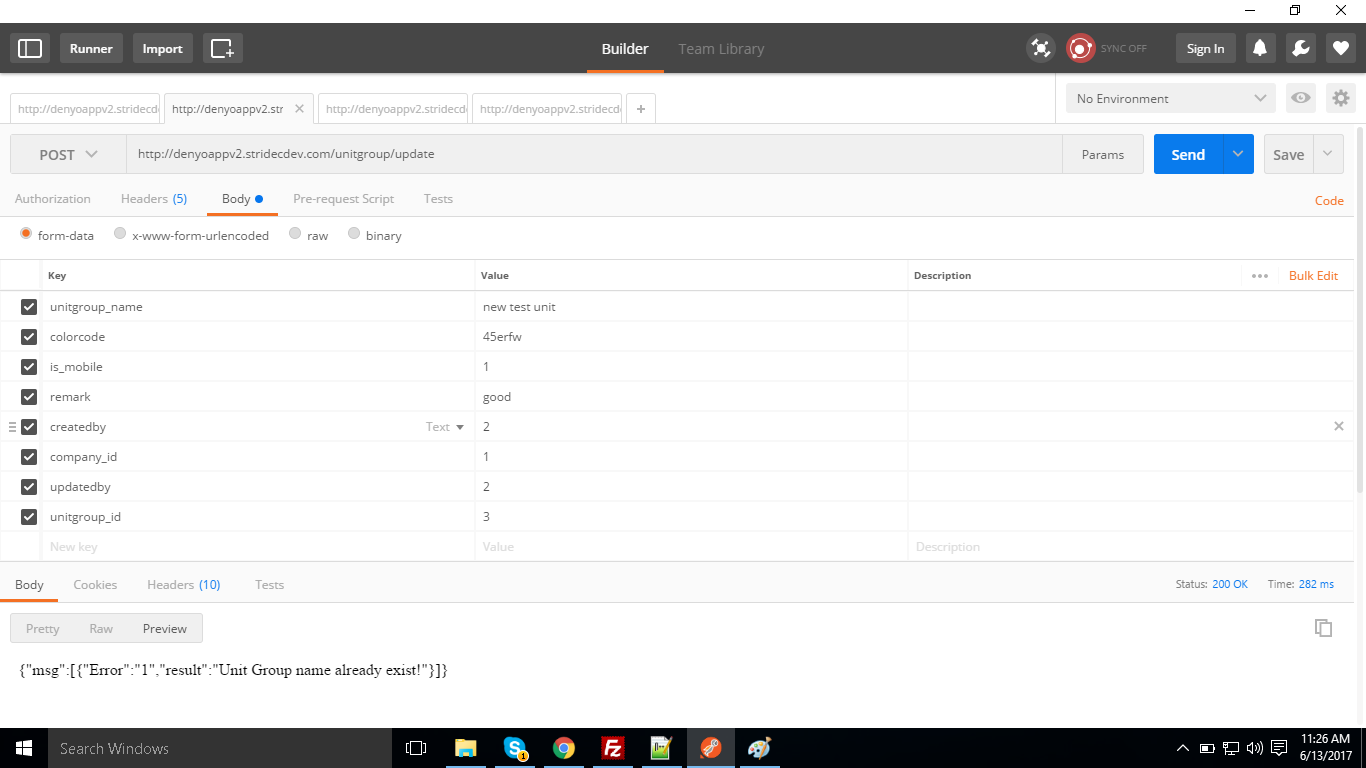 Runner Import Builder Team Library SYNC OFF Sign In
http://denyoappv2.stridecd http://denyoappv2.str http://denyoappv2.stridecd http://denyoappv2.stridecd + No Environment
POST http://denyoappv2.stridecdev.com/unitgroup/update Params Send Save
Authorization Headers (5) Body Pre-request Script Tests Code
form-data x-www-form-urlencoded raw binary
Key Value Description Bulk Edit
unitgroup_name new test unit
colorcode 45erfw
is_mobile 1
remark good
createdby Text 2
company_id 1
updatedby 2
unitgroup_id 3
New key Value Description
Body Cookies Headers (10) Tests Status: 200 OK Time: 282 ms
Pretty Raw Preview
{"msg":[{"Error":"1","result":"Unit Group name already exist!"}]}
Search Windows 1 11:26 AM
6/13/2017